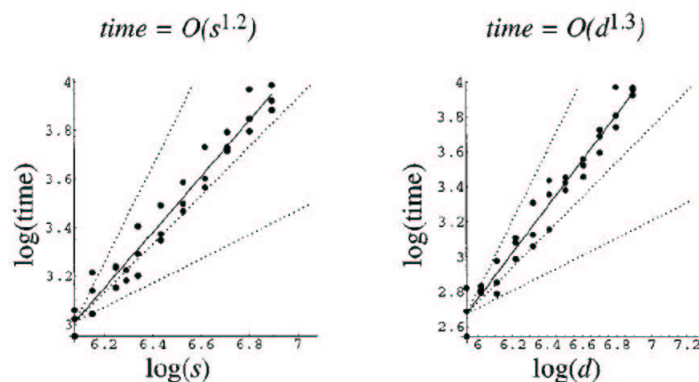 time = O(s^1.2)
4
3.8
3.6
3.4
3.2
3
6.2 6.4 6.6 6.8 7
log(time)
log(s)
time = O(d^1.3)
4
3.8
3.6
3.4
3.2
3
2.8
2.6
6 6.2 6.4 6.6 6.8 7 7.2
log(time)
log(d)